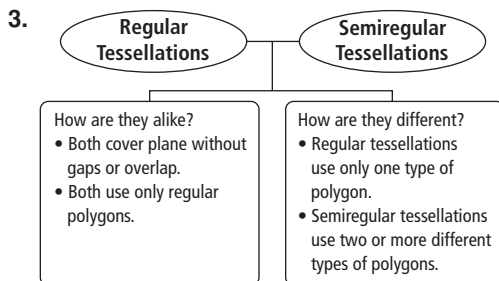 3.
Regular
Tessellations
Semiregular
Tessellations
How are they alike?
• Both cover plane without
gaps or overlap.
• Both use only regular
polygons.
How are they different?
• Regular tessellations
use only one type of
polygon.
• Semiregular tessellations
use two or more different
types of polygons.